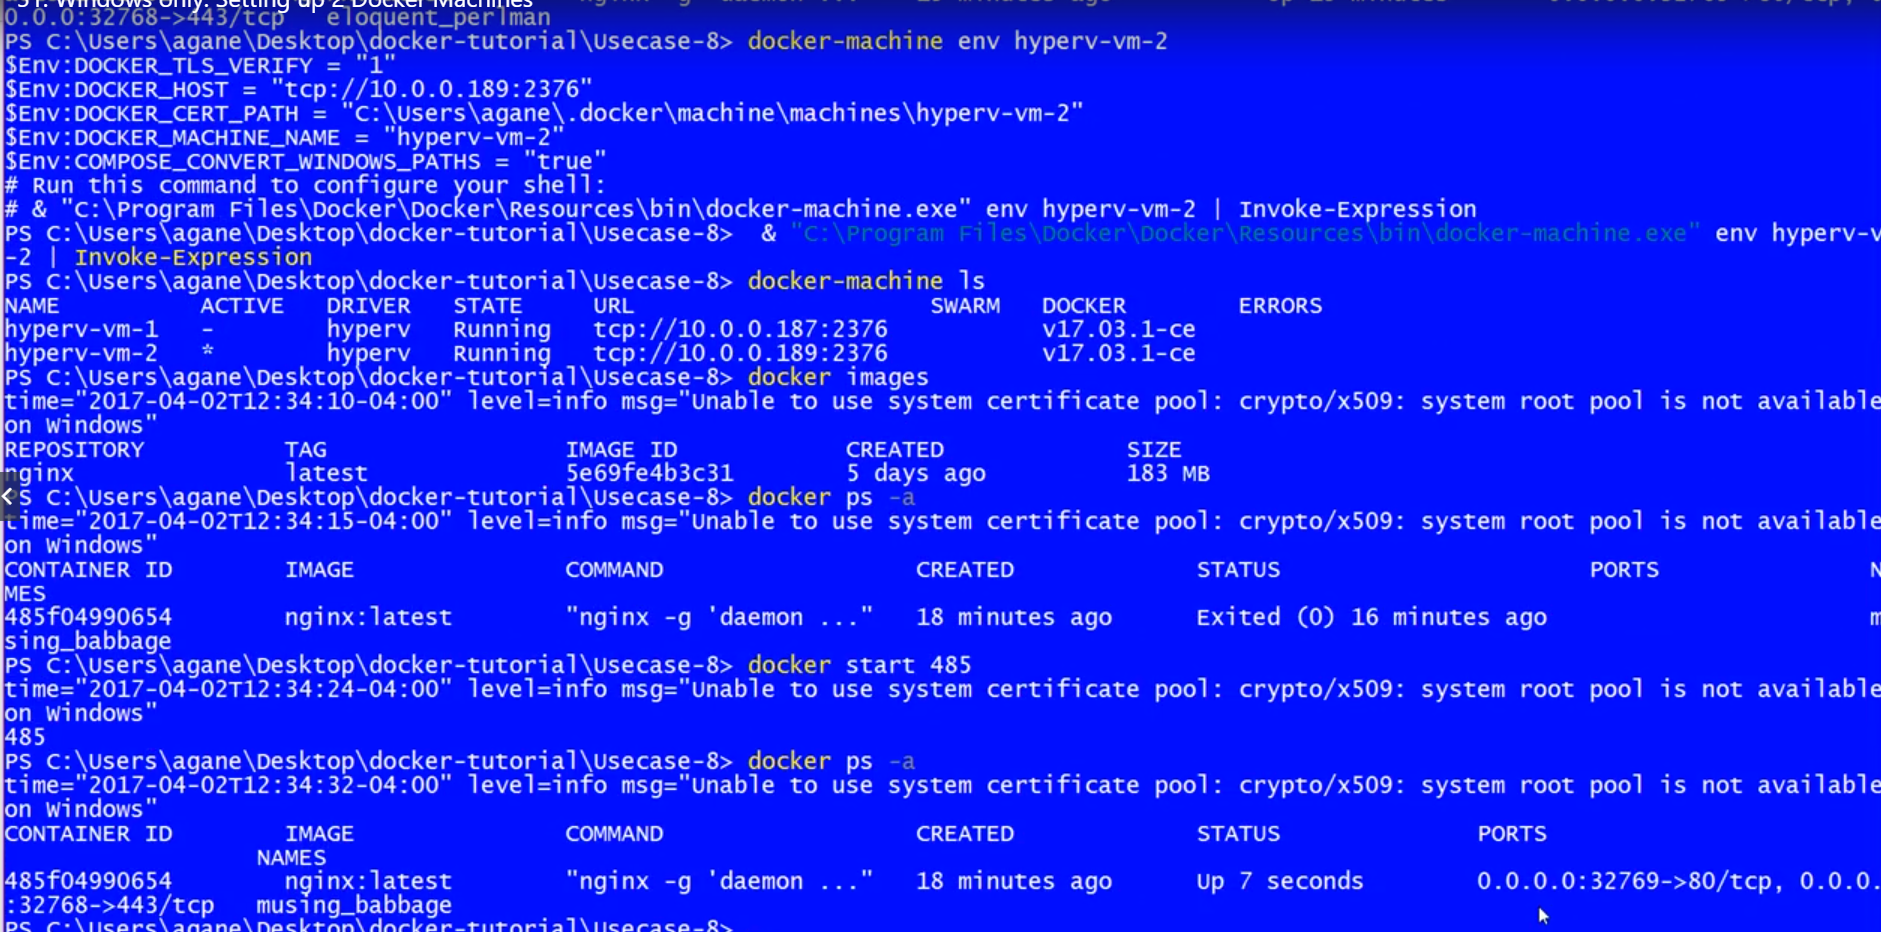 51. Windows only: Setting up 2 Docker Machines
0.0.0.0:32768->443/tcp   eloquent_perlman
PS C:\Users\agane\Desktop\docker-tutorial\Usecase-8> docker-machine env hyperv-vm-2
$Env:DOCKER_TLS_VERIFY = "1"
$Env:DOCKER_HOST = "tcp://10.0.0.189:2376"
$Env:DOCKER_CERT_PATH = "C:\Users\agane\.docker\machine\machines\hyperv-vm-2"
$Env:DOCKER_MACHINE_NAME = "hyperv-vm-2"
$Env:COMPOSE_CONVERT_WINDOWS_PATHS = "true"
# Run this command to configure your shell:
# & "C:\Program Files\Docker\Docker\Resources\bin\docker-machine.exe" env hyperv-vm-2 | Invoke-Expression
PS C:\Users\agane\Desktop\docker-tutorial\Usecase-8>  & "C:\Program Files\Docker\Docker\Resources\bin\docker-machine.exe" env hyperv-v
-2 | Invoke-Expression
PS C:\Users\agane\Desktop\docker-tutorial\Usecase-8> docker-machine ls
NAME          ACTIVE   DRIVER   STATE     URL                     SWARM   DOCKER        ERRORS
hyperv-vm-1   -        hyperv   Running   tcp://10.0.0.187:2376           v17.03.1-ce
hyperv-vm-2   *        hyperv   Running   tcp://10.0.0.189:2376           v17.03.1-ce
PS C:\Users\agane\Desktop\docker-tutorial\Usecase-8> docker images
time="2017-04-02T12:34:10-04:00" level=info msg="Unable to use system certificate pool: crypto/x509: system root pool is not available
on Windows"
REPOSITORY          TAG                 IMAGE ID            CREATED             SIZE
nginx               latest              5e69fe4b3c31        5 days ago          183 MB
PS C:\Users\agane\Desktop\docker-tutorial\Usecase-8> docker ps -a
time="2017-04-02T12:34:15-04:00" level=info msg="Unable to use system certificate pool: crypto/x509: system root pool is not available
on Windows"
CONTAINER ID        IMAGE               COMMAND                  CREATED             STATUS                      PORTS               N
MES
485f04990654        nginx:latest        "nginx -g 'daemon ..."   18 minutes ago      Exited (0) 16 minutes ago                       m
sing_babbage
PS C:\Users\agane\Desktop\docker-tutorial\Usecase-8> docker start 485
time="2017-04-02T12:34:24-04:00" level=info msg="Unable to use system certificate pool: crypto/x509: system root pool is not available
on Windows"
485
PS C:\Users\agane\Desktop\docker-tutorial\Usecase-8> docker ps -a
time="2017-04-02T12:34:32-04:00" level=info msg="Unable to use system certificate pool: crypto/x509: system root pool is not available
on Windows"
CONTAINER ID        IMAGE               COMMAND                  CREATED             STATUS              PORTS
                  NAMES
485f04990654        nginx:latest        "nginx -g 'daemon ..."   18 minutes ago      Up 7 seconds        0.0.0.0:32769->80/tcp, 0.0.0.
:32768->443/tcp   musing_babbage
PS C:\Users\agane\Desktop\docker-tutorial\Usecase-8>